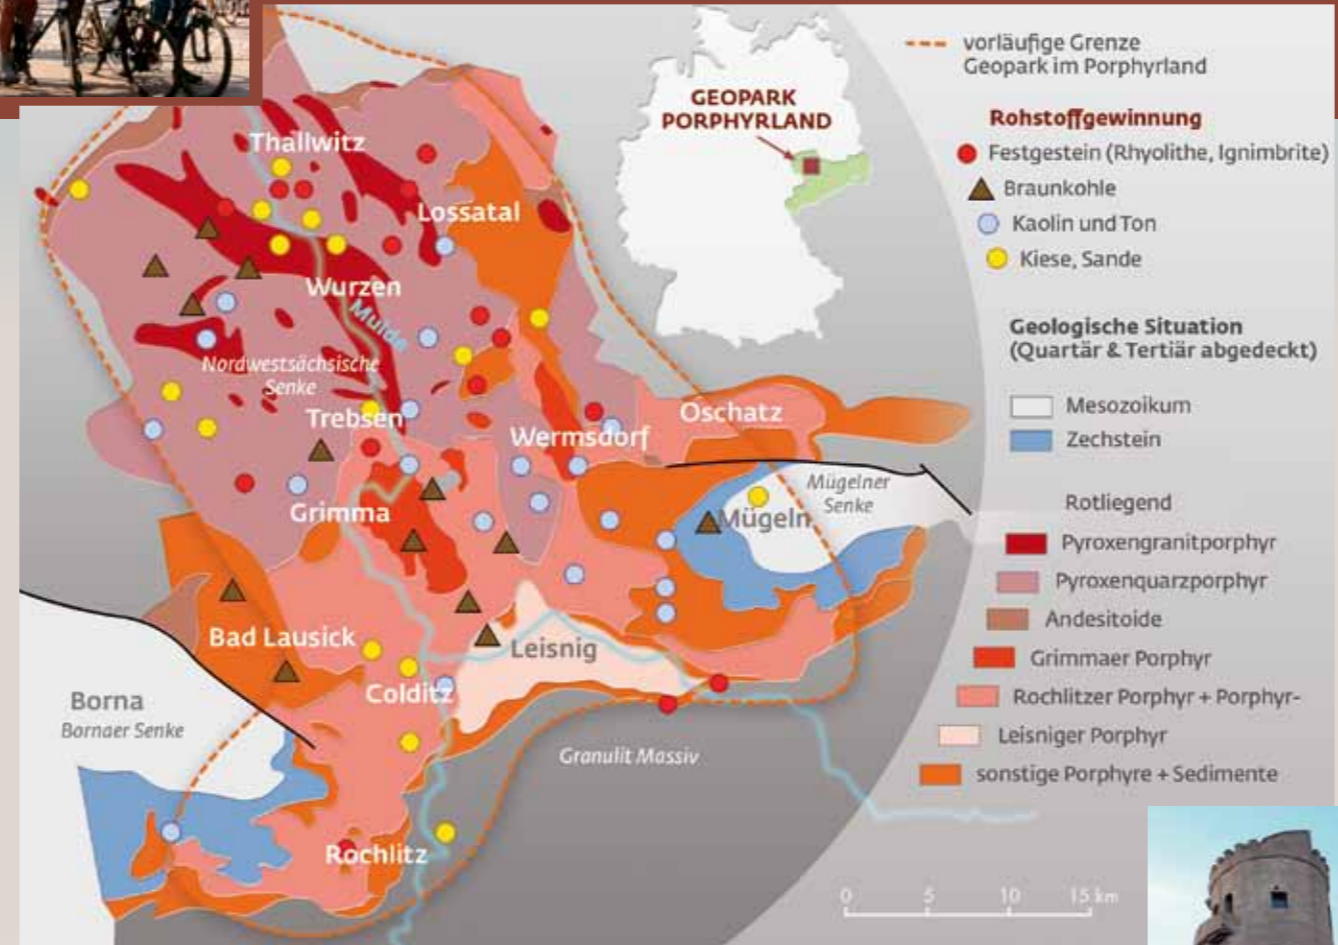 vorläufige Grenze
Geopark im Porphyrland
GEOPARK
PORPHYRLAND
Rohstoffgewinnung
Festgestein (Rhyolithe, Ignimbrite)
Braunkohle
Kaolin und Ton
Kiese, Sande
Geologische Situation
(Quartär & Tertiär abgedeckt)
Mesozoikum
Zechstein
Rotliegend
Pyroxengranitporphyr
Pyroxenquarzporphyr
Andesitoide
Grimmaer Porphyr
Rochlitzer Porphyr + Porphyr-
Leisniger Porphyr
sonstige Porphyre + Sedimente
Thallwitz
Lossatal
Wurzen
Mulde
Nordwestsächsische
Senke
Trebsen
Wermsdorf
Oschatz
Grimma
Mügelner
Senke
Mügeln
Bad Lausick
Leisnig
Colditz
Borna
Bornaer Senke
Granulit Massiv
Rochlitz
0 5 10 15 km